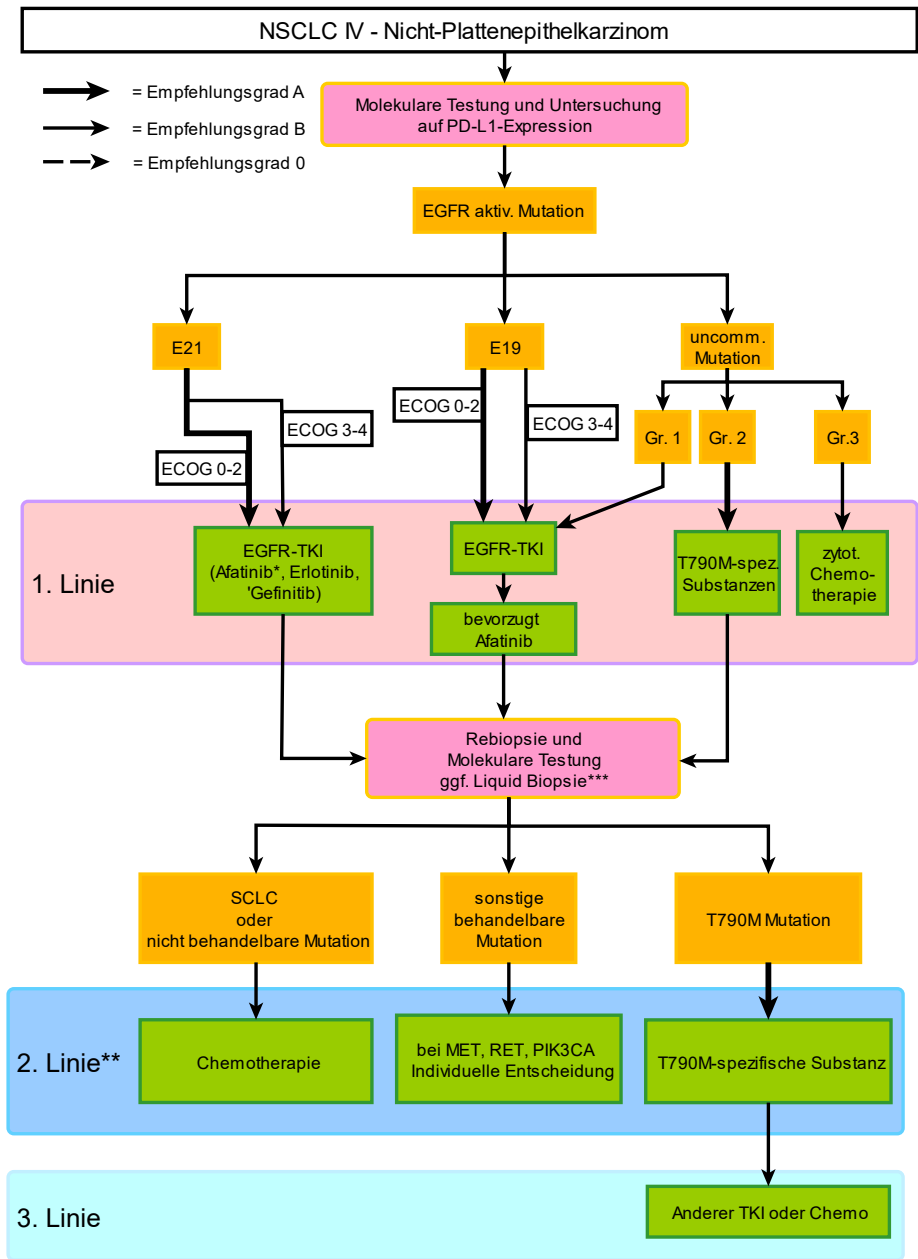 NSCLC IV - Nicht-Plattenepithelkarzinom
= Empfehlungsgrad A
= Empfehlungsgrad B
= Empfehlungsgrad 0
Molekulare Testung und Untersuchung
auf PD-L1-Expression
EGFR aktiv. Mutation
E21
E19
uncomm.
Mutation
ECOG 0-2
ECOG 3-4
ECOG 0-2
ECOG 3-4
Gr. 1
Gr. 2
Gr.3
1. Linie
EGFR-TKI
(Afatinib*, Erlotinib,
'Gefinitib)
EGFR-TKI
bevorzugt
Afatinib
T790M-spez.
Substanzen
zytot.
Chemo-
therapie
Rebiopsie und
Molekulare Testung
ggf. Liquid Biopsie***
SCLC
oder
nicht behandelbare Mutation
sonstige
behandelbare
Mutation
T790M Mutation
2. Linie**
Chemotherapie
bei MET, RET, PIK3CA
Individuelle Entscheidung
T790M-spezifische Substanz
3. Linie
Anderer TKI oder Chemo